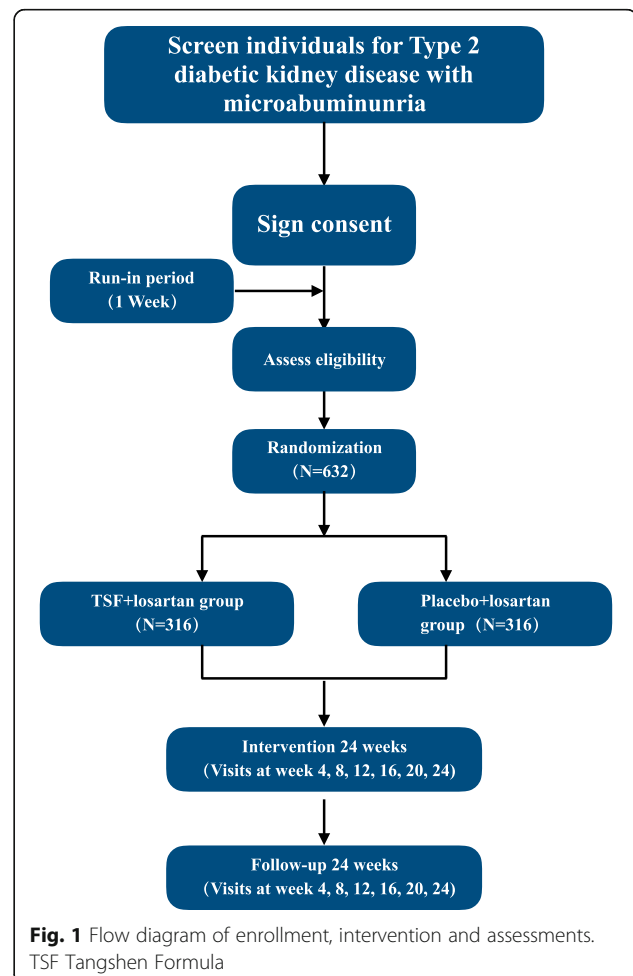 Screen individuals for Type 2
diabetic kidney disease with
microabuminunria
Sign consent
Run-in period
（1 Week）
Assess eligibility
Randomization
（N=632）
TSF+losartan group
（N=316）
Placebo+losartan
group（N=316）
Intervention 24 weeks
（Visits at week 4, 8, 12, 16, 20, 24)
Follow-up 24 weeks
（Visits at week 4, 8, 12, 16, 20, 24)
Fig. 1 Flow diagram of enrollment, intervention and assessments.
TSF Tangshen Formula